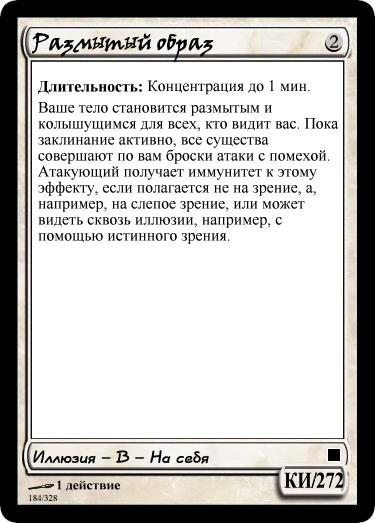 Размытый образ 2
Длительность: Концентрация до 1 мин.
Ваше тело становится размытым и
колышущимся для всех, кто видит вас. Пока
заклинание активно, все существа
совершают по вам броски атаки с помехой.
Атакующий получает иммунитет к этому
эффекту, если полагается не на зрение, а,
например, на слепое зрение, или может
видеть сквозь иллюзии, например, с
помощью истинного зрения.
Иллюзия – В – На себя
1 действие
КИ/272
184/328